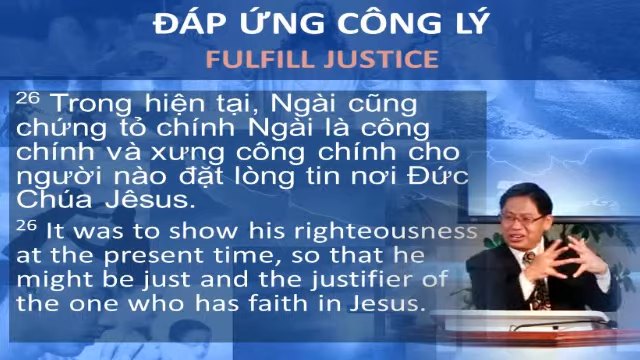 ĐÁP ỨNG CÔNG LÝ
FULFILL JUSTICE
26 Trong hiện tại, Ngài cũng
chứng tỏ chính Ngài là công
chính và xưng công chính cho
người nào đặt lòng tin nơi Đức
Chúa Jêsus.
26 It was to show his righteousness
at the present time, so that he
might be just and the justifier of
the one who has faith in Jesus.